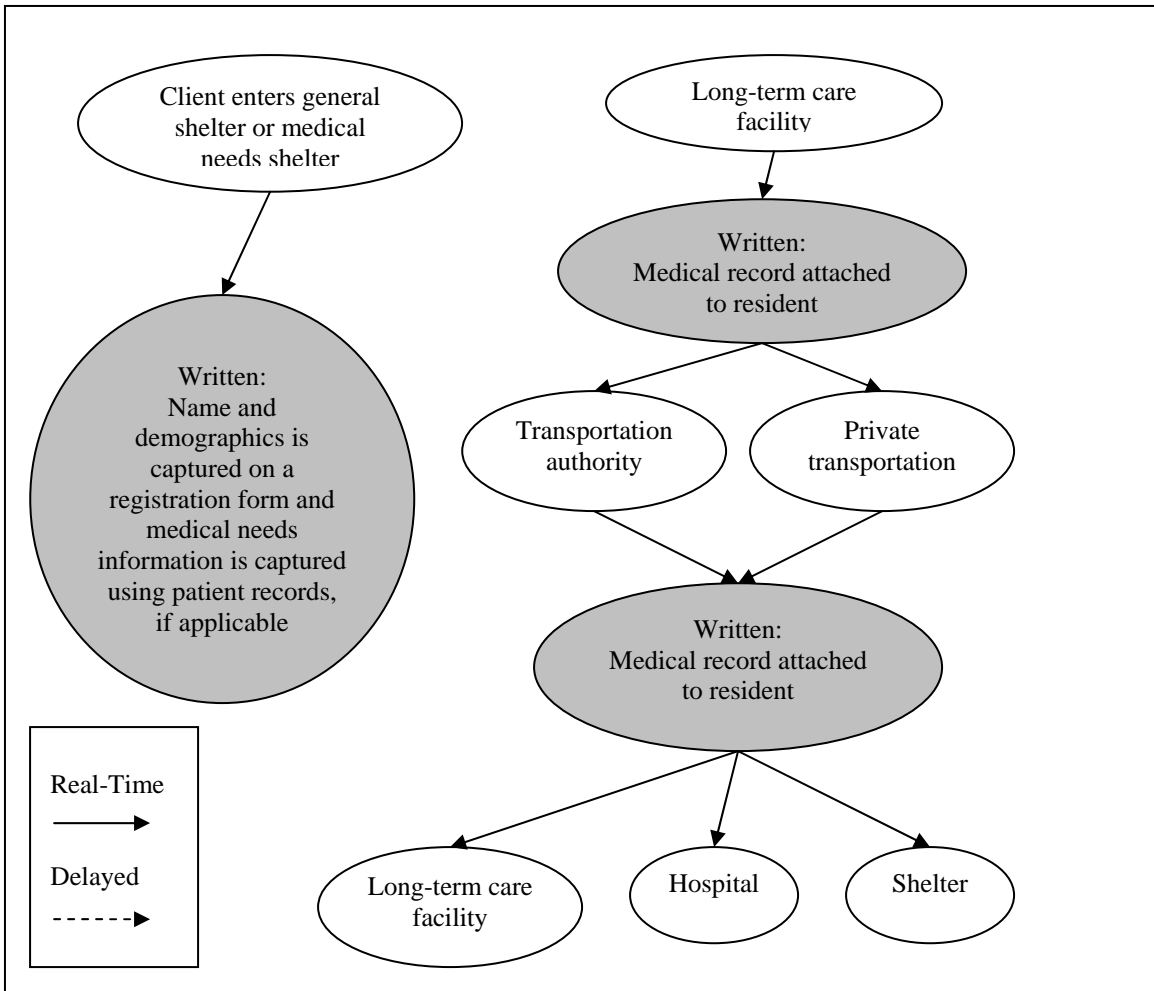 Client enters general
shelter or medical
needs shelter
Written:
Name and
demographics is
captured on a
registration form and
medical needs
information is captured
using patient records,
if applicable
Long-term care
facility
Written:
Medical record attached
to resident
Transportation
authority
Private
transportation
Written:
Medical record attached
to resident
Long-term care
facility
Hospital
Shelter
Real-Time
Delayed